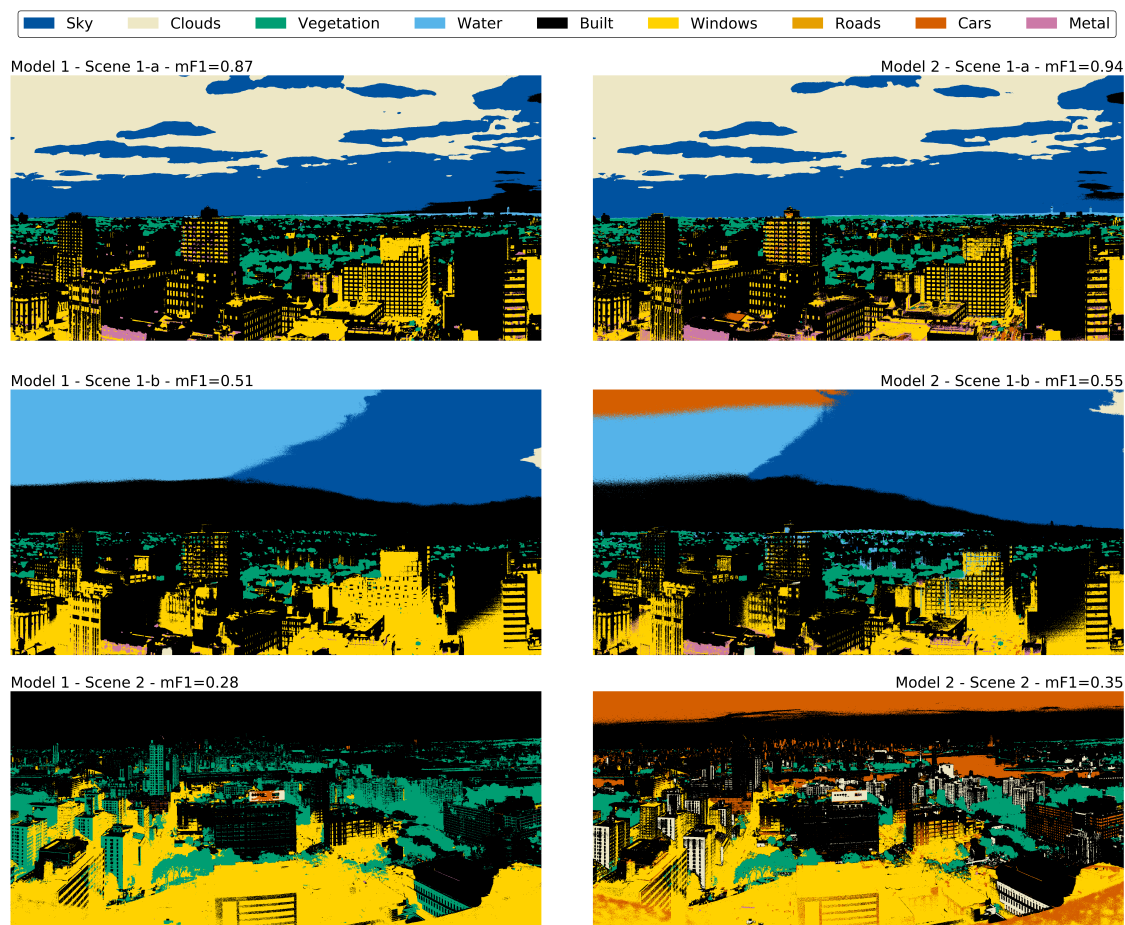 Sky Clouds Vegetation Water Built Windows Roads Cars Metal
Model 1 - Scene 1-a - mF1=0.87
Model 2 - Scene 1-a - mF1=0.94
Model 1 - Scene 1-b - mF1=0.51
Model 2 - Scene 1-b - mF1=0.55
Model 1 - Scene 2 - mF1=0.28
Model 2 - Scene 2 - mF1=0.35